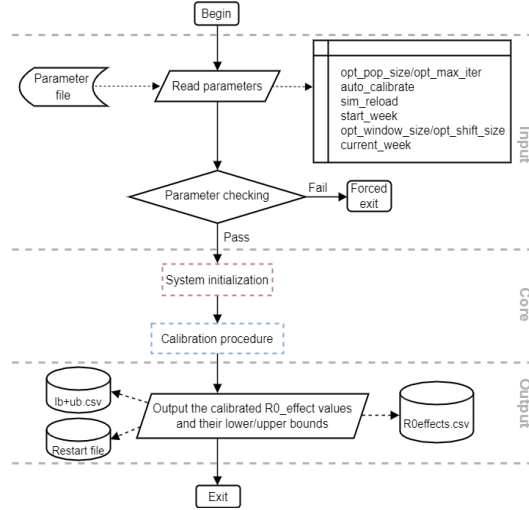 Begin
Parameter
file
Read parameters
opt_pop_size/opt_max_iter
auto_calibrate
sim_reload
start_week
opt_window_size/opt_shift_size
current_week
Input
Parameter checking
Fail
Forced
exit
Pass
System initialization
Core
Calibration procedure
Output
lb+ub.csv
Output the calibrated R0_effect values
and their lower/upper bounds
R0effects.csv
Restart file
Exit